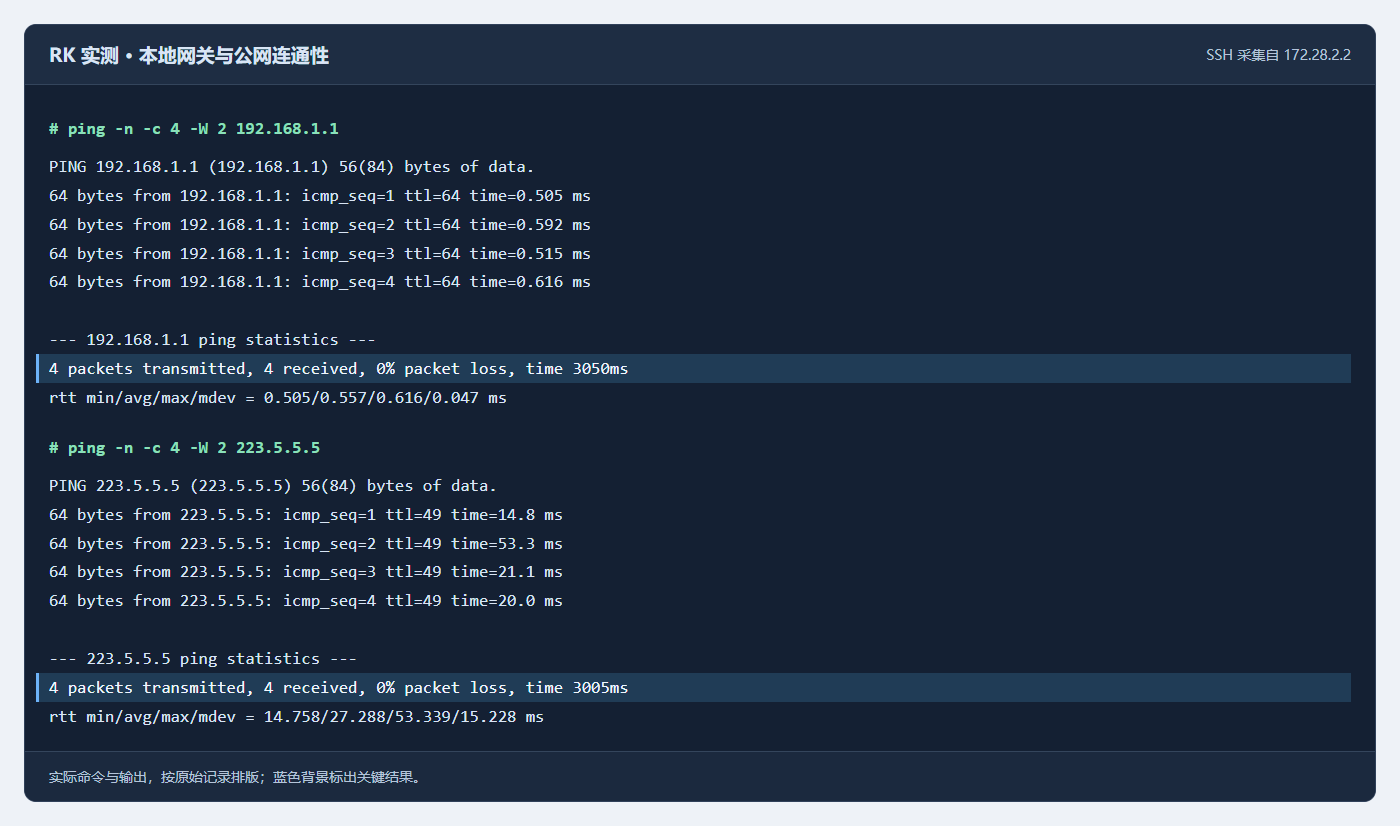 RK 实测 • 本地网关与公网连通性
SSH 采集自 172.28.2.2
# ping -n -c 4 -W 2 192.168.1.1
PING 192.168.1.1 (192.168.1.1) 56(84) bytes of data.
64 bytes from 192.168.1.1: icmp_seq=1 ttl=64 time=0.505 ms
64 bytes from 192.168.1.1: icmp_seq=2 ttl=64 time=0.592 ms
64 bytes from 192.168.1.1: icmp_seq=3 ttl=64 time=0.515 ms
64 bytes from 192.168.1.1: icmp_seq=4 ttl=64 time=0.616 ms
--- 192.168.1.1 ping statistics ---
4 packets transmitted, 4 received, 0% packet loss, time 3050ms
rtt min/avg/max/mdev = 0.505/0.557/0.616/0.047 ms
# ping -n -c 4 -W 2 223.5.5.5
PING 223.5.5.5 (223.5.5.5) 56(84) bytes of data.
64 bytes from 223.5.5.5: icmp_seq=1 ttl=49 time=14.8 ms
64 bytes from 223.5.5.5: icmp_seq=2 ttl=49 time=53.3 ms
64 bytes from 223.5.5.5: icmp_seq=3 ttl=49 time=21.1 ms
64 bytes from 223.5.5.5: icmp_seq=4 ttl=49 time=20.0 ms
--- 223.5.5.5 ping statistics ---
4 packets transmitted, 4 received, 0% packet loss, time 3005ms
rtt min/avg/max/mdev = 14.758/27.288/53.339/15.228 ms
实际命令与输出，按原始记录排版；蓝色背景标出关键结果。